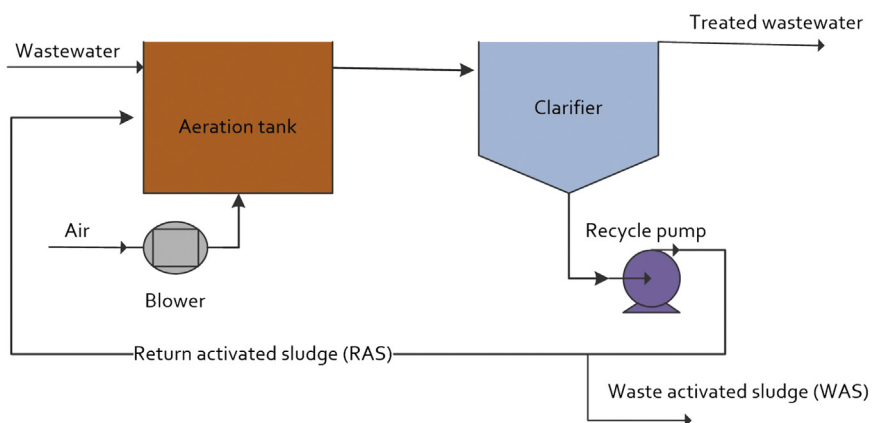 Treated wastewater
Wastewater
Clarifier
Aeration tank
Air
Recycle pump
Blower
Return activated sludge (RAS)
Waste activated sludge (WAS)